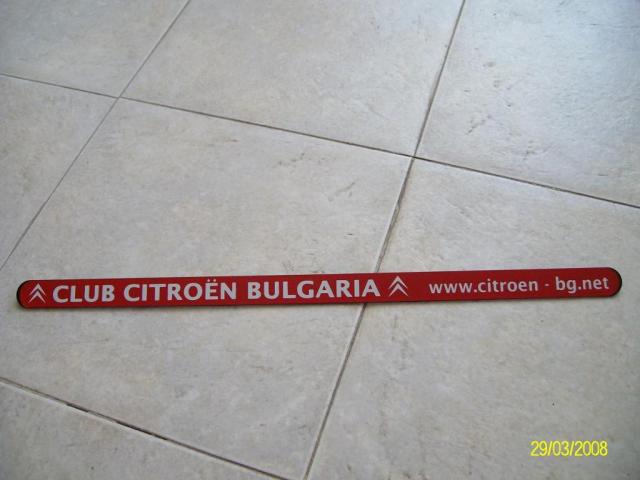 CLUB CITROËN BULGARIA www.citroen - bg.net
29/03/2008